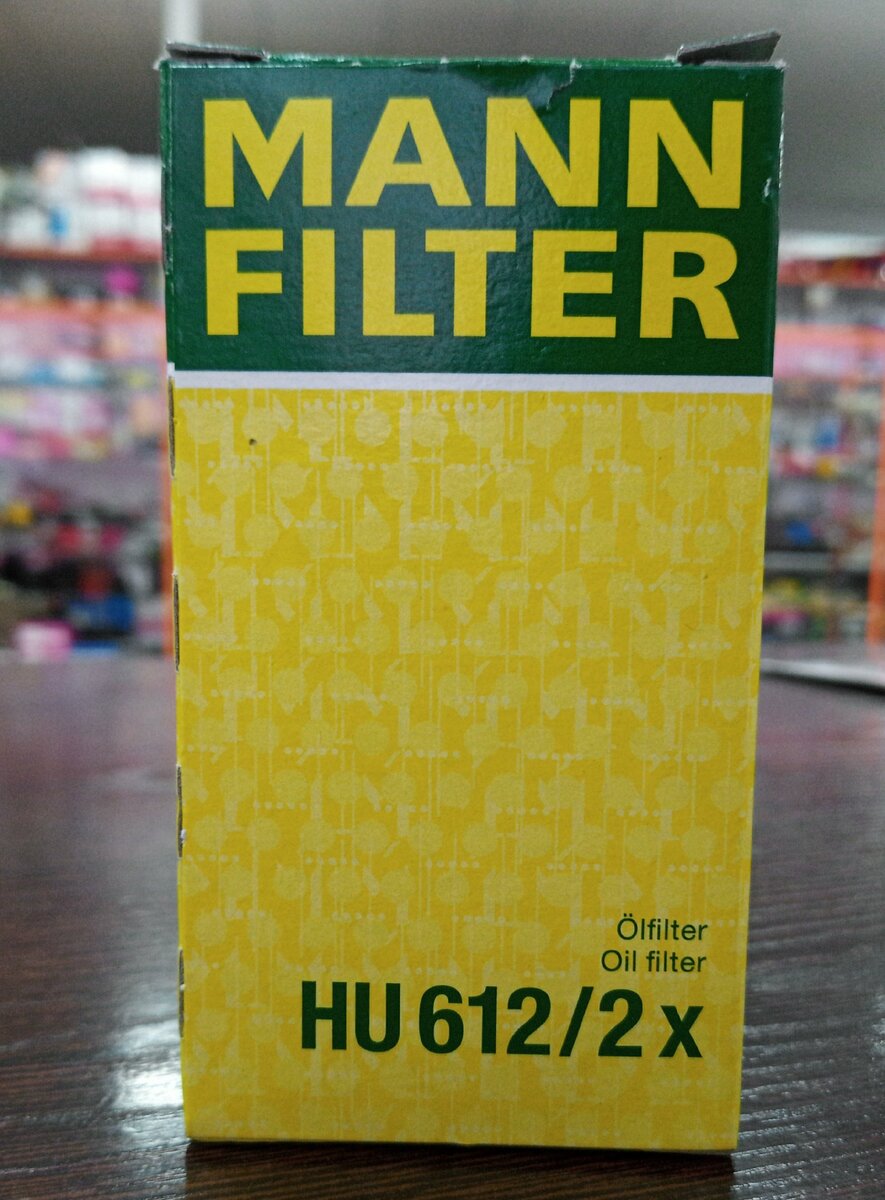 MANN
FILTER
Ölfilter
Oil filter
HU 612/2 x